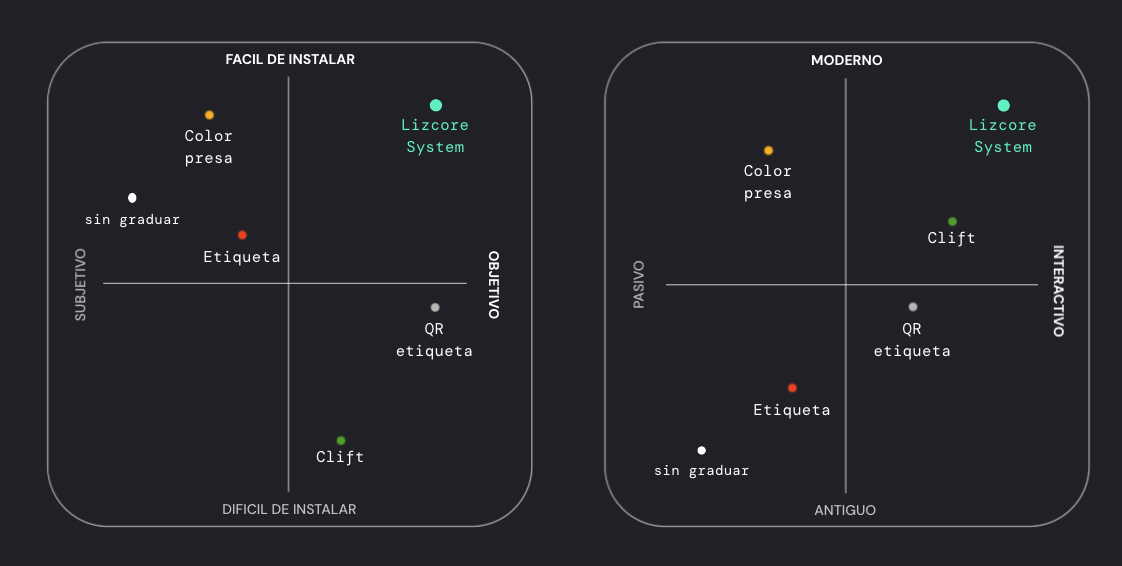 FACIL DE INSTALAR
Color
presa
Lizcore
System
sin graduar
Etiqueta
SUBJETIVO
OBJETIVO
QR
etiqueta
Clift
DIFICIL DE INSTALAR
MODERNO
Lizcore
System
Color
presa
Clift
PASIVO
INTERACTIVO
QR
etiqueta
Etiqueta
sin graduar
ANTIGUO